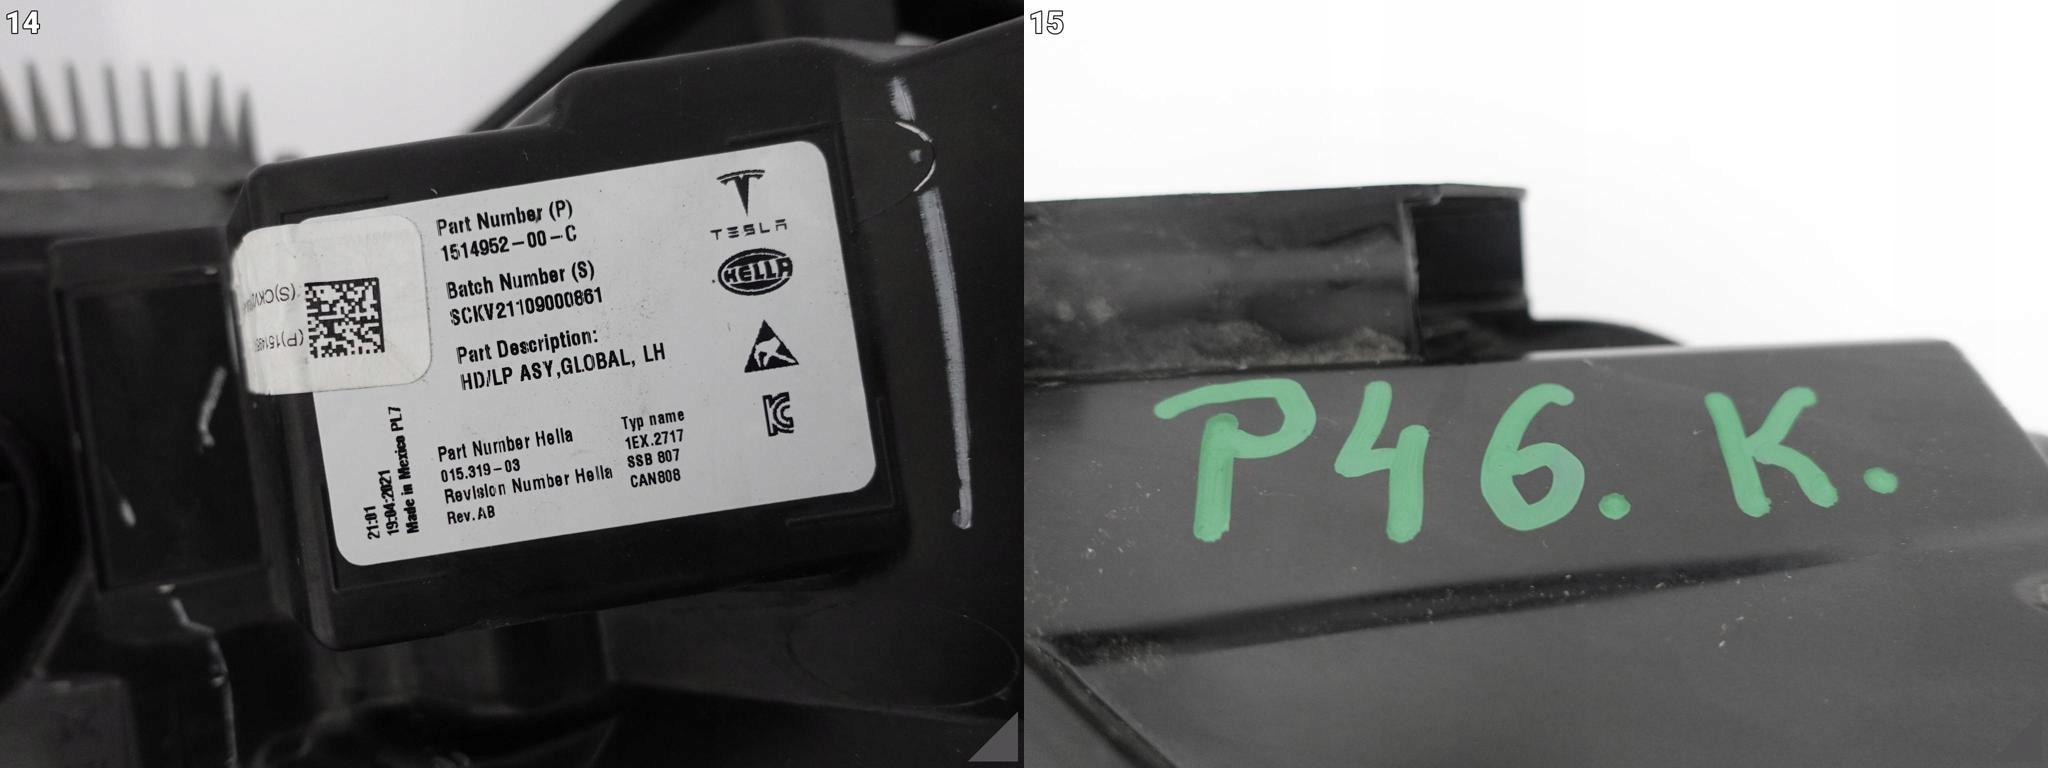 14
Part Number (P)
1514952-00-C
Batch Number (S)
SCKV21109000861
Part Description:
HD/LP ASY,GLOBAL, LH
Part Number Hella
015.319-03
Revision Number Hella
Rev.AB
Typ name
1EX.2717
SSB 807
CAN808
21:01
19:04:2021
Made in Mexico PL7
TESLA
HELLA
KC
15
P46. K.